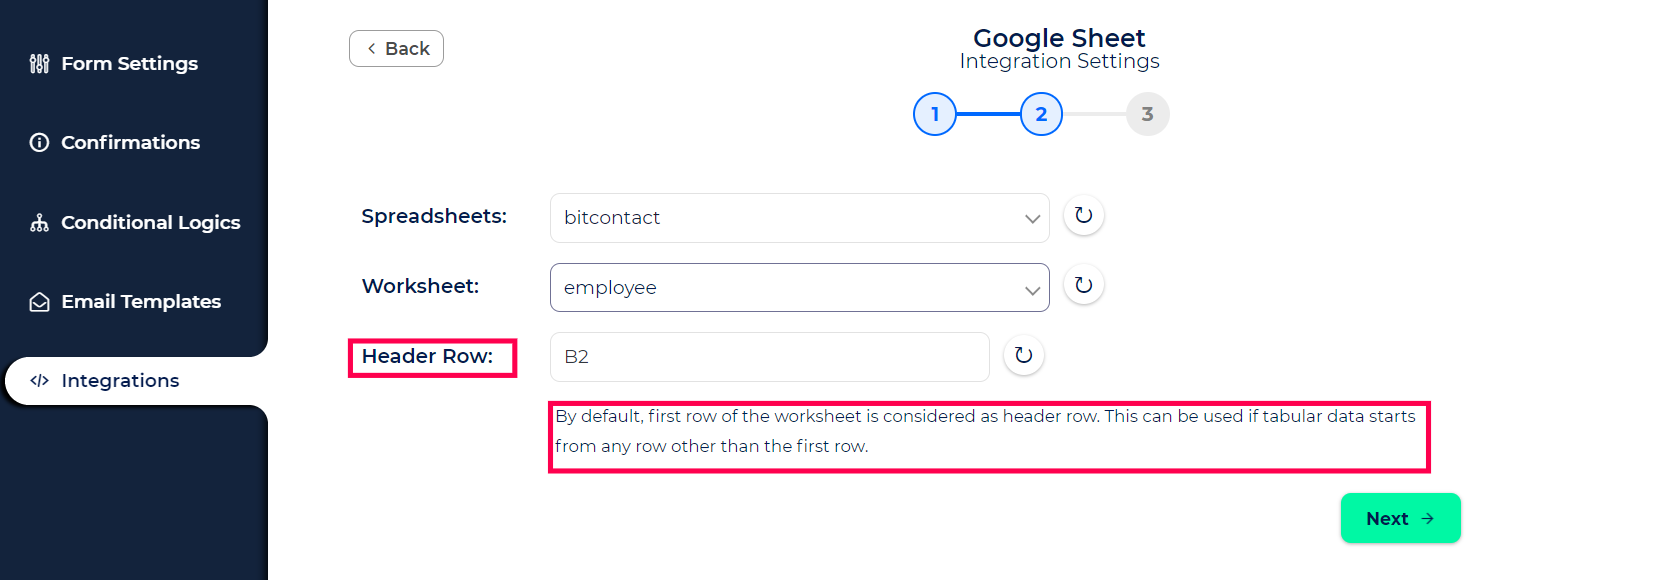 Form Settings
Confirmations
Conditional Logics
Email Templates
Integrations
Back
Google Sheet
Integration Settings
1 2 3
Spreadsheets: bitcontact
Worksheet: employee
Header Row: B2
By default, first row of the worksheet is considered as header row. This can be used if tabular data starts
from any row other than the first row.
Next